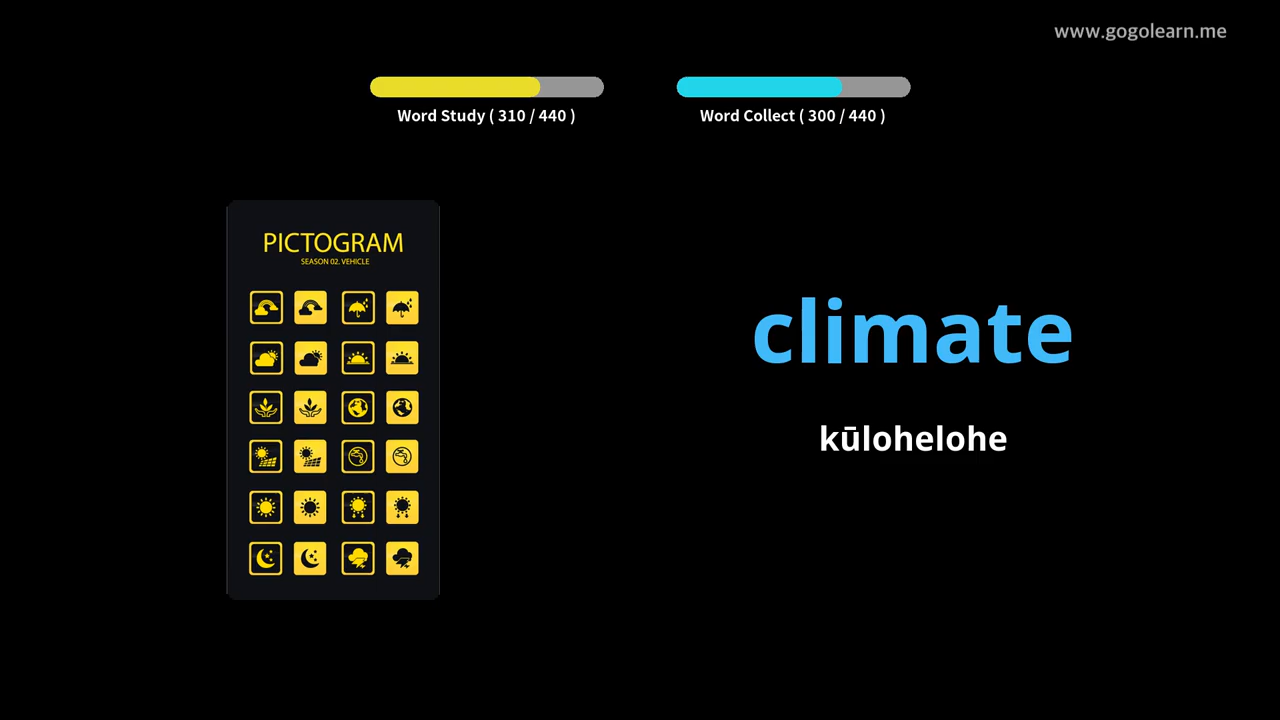 www.gogolearn.me
Word Study ( 310 / 440 )
Word Collect ( 300 / 440 )
PICTOGRAM
SEASON 02. VEHICLE
climate
kūlohelohe